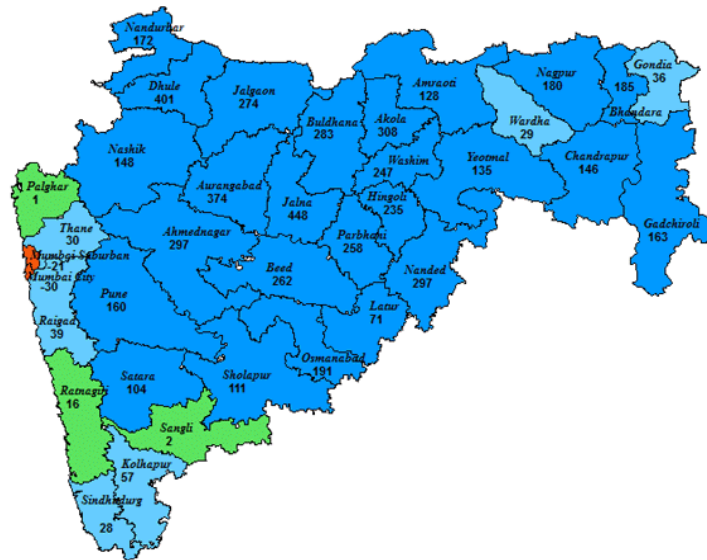 Nandurbar
172
Dhule
401
Jalgaon
274
Buldhana
283
Akola
308
Amraoti
128
Nagpur
180
185
Bhandara
Gondia
36
Wardha
29
Nashik
148
Aurangabad
374
Jalna
448
Washim
247
Hingoli
235
Yeotmal
135
Chandrapur
146
Gadchiroli
163
Palghar
1
Thane
30
Mumbai Suburban
-21
Mumbai City
-30
Raigad
39
Ahmednagar
297
Pune
160
Beed
262
Parbhani
258
Nanded
297
Latur
71
Osmanabad
191
Sholapur
111
Satara
104
Ratnagiri
16
Sangli
2
Kolhapur
57
Sindhudurg
28